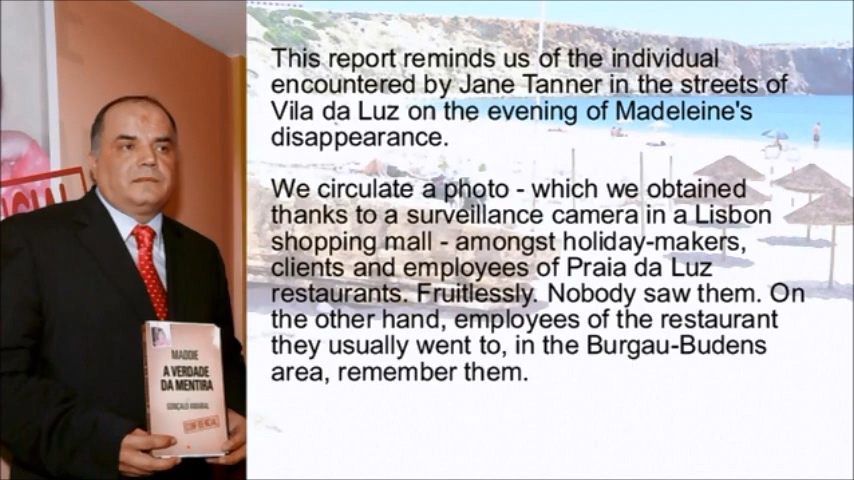 This report reminds us of the individual
encountered by Jane Tanner in the streets of
Vila da Luz on the evening of Madeleine's
disappearance.
We circulate a photo - which we obtained
thanks to a surveillance camera in a Lisbon
shopping mall - amongst holiday-makers,
clients and employees of Praia da Luz
restaurants. Fruitlessly. Nobody saw them. On
the other hand, employees of the restaurant
they usually went to, in the Burgau-Budens
area, remember them.
MADDIE
A VERDADE
DA MENTIRA
GONÇALO AMARAL
CONFIDENCIAL